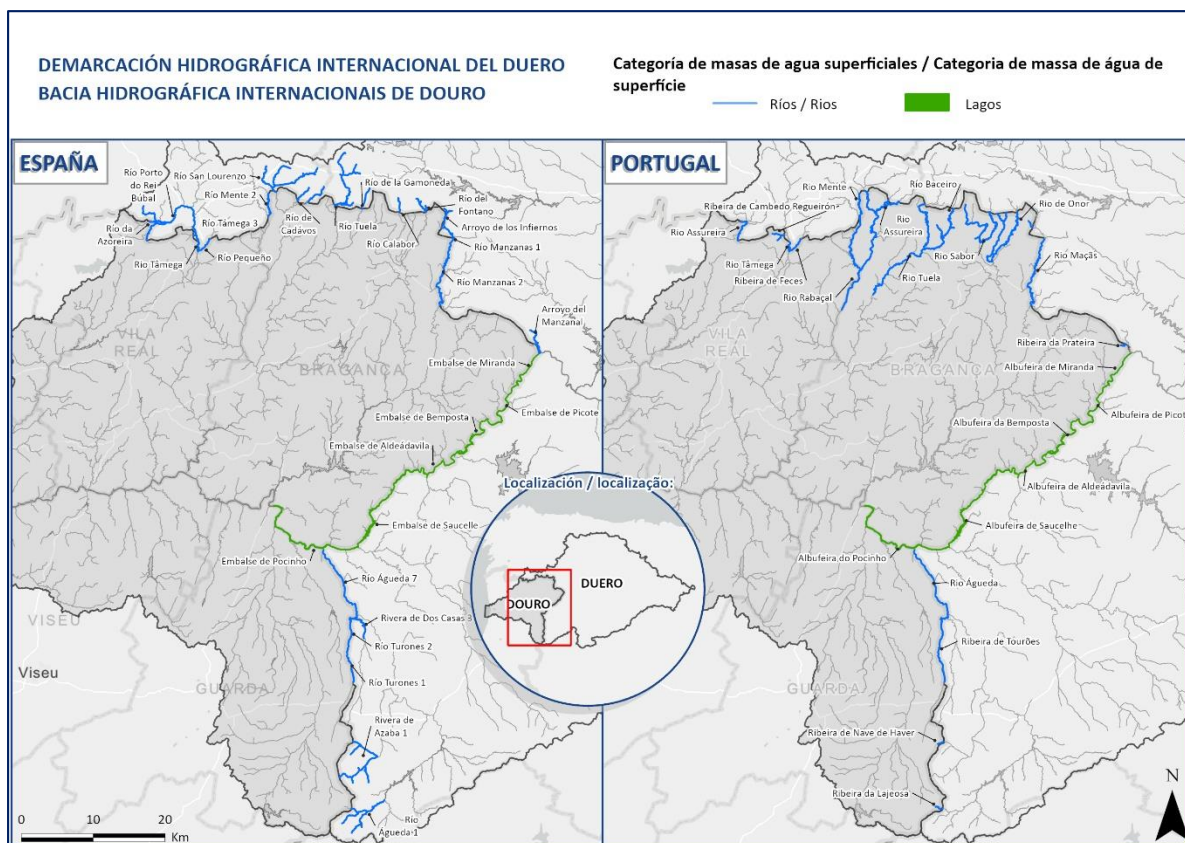 DEMARCACIÓN HIDROGRÁFICA INTERNACIONAL DEL DUERO
BACIA HIDROGRÁFICA INTERNACIONAIS DE DOURO
Categoría de masas de agua superficiales / Categoria de massa de água de
superfície
Ríos / Rios
Lagos
ESPAÑA
Río Porto
do Rei
Bubal
Río San Lourenzo
Río Mente 2
Río de la Gamoneda
Río del
Fontano
Arroyo de los Infiernos
Río Manzanas 1
Río da
Azoreira
Río Támega 3
Río de
Cadávos
Río Tuela
Río Calabor
Río Tâmega
Río Pequeño
Río Manzanas 2
Arroyo del
Manzanal
VILA
REAL
BRAGANÇA
Embalse de Miranda
Embalse de Picote
Embalse de Bemposta
Embalse de Aldeádavila
Embalse de Saucelle
Embalse de Pocinho
Río Águeda 7
Rivera de Dos Casas 3
Río Turones 2
Río Turones 1
VISEU
Viseu
GUARDA
Rivera de
Azaba 1
Río
Águeda 1
0 10 20
Km
Localización / localização:
DUERO
DOURO
PORTUGAL
Rio Mente
Rio Baceiro
Ribeira de Cambedo Regueirón
Rio de Onor
Rio Assureira
Rio
Assureira
Rio Tâmega
Ribeira de Feces
Rio Sabor
Rio Maçãs
Rio Tuela
Rio Rabaçal
VILA
REAL
BRAGANÇA
Ribeira da Prateira
Albufeira de Miranda
Albufeira de Picote
Albufeira da Bemposta
Albufeira de Aldeádavila
Albufeira de Saucelhe
Albufeira do Pocinho
Rio Águeda
Ribeira de Tourões
GUARDA
Ribeira de Nave de Haver
Ribeira da Lajeosa
N